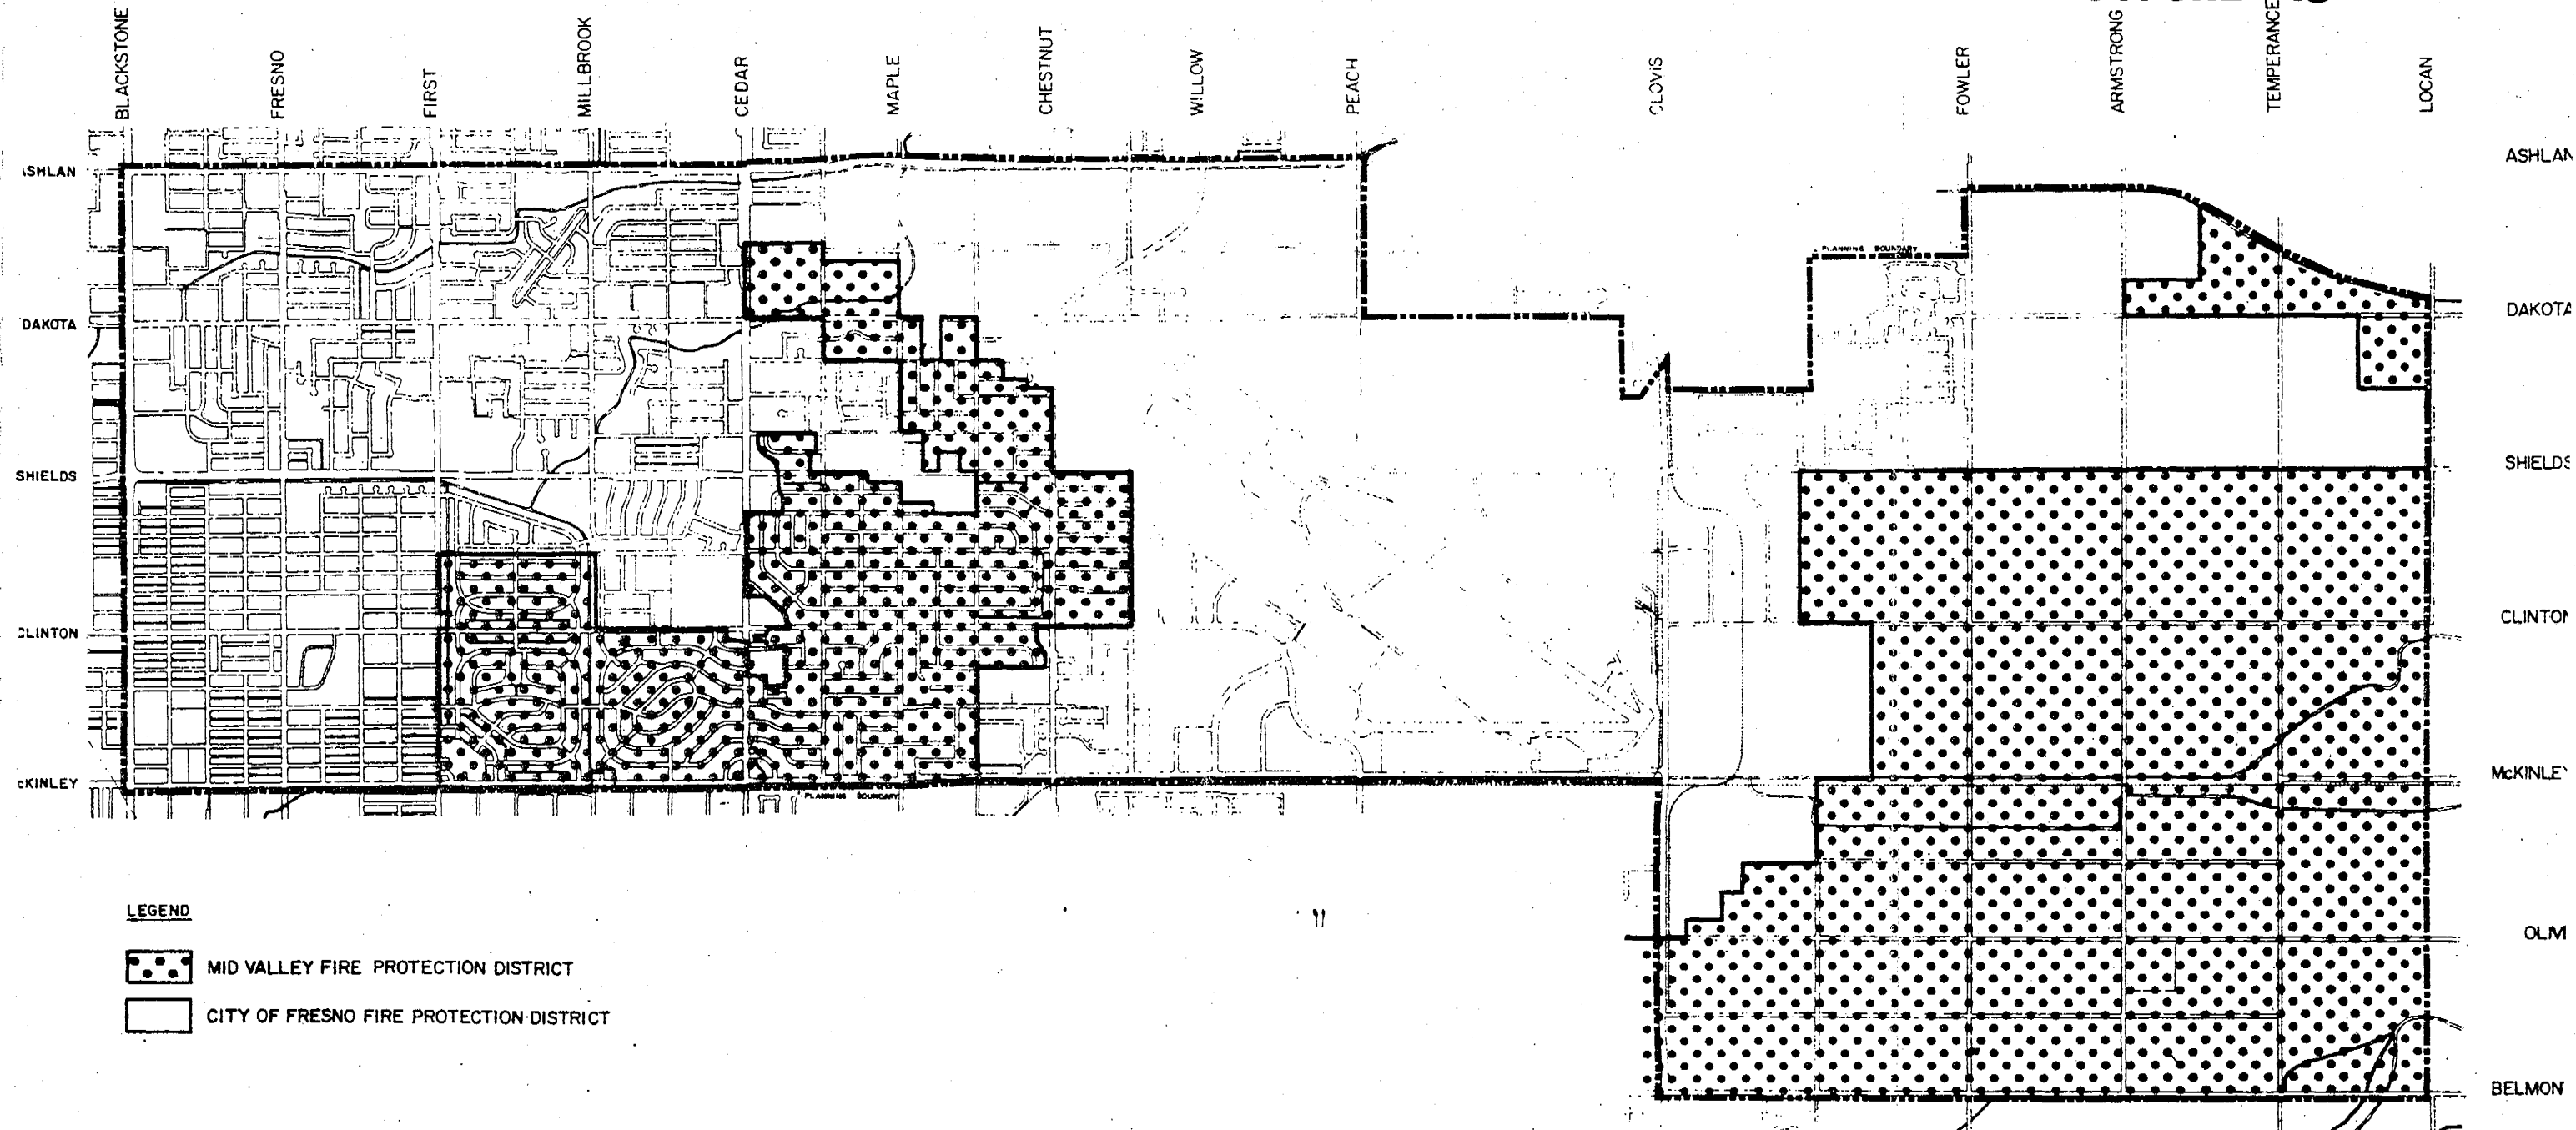 BLACKSTONE
FRESNO
FIRST
MILLBROOK
CEDAR
MAPLE
CHESTNUT
WILLOW
PEACH
CLOVIS
FOWLER
ARMSTRONG
TEMPERANCE
LOCAN
ASHLAN
ASHLAN
PLANNING BOUNDARY
DAKOTA
DAKOTA
SHIELDS
SHIELDS
CLINTON
CLINTON
McKINLEY
McKINLEY
PLANNING BOUNDARY
OLIV
BELMON
LEGEND
MID VALLEY FIRE PROTECTION DISTRICT
CITY OF FRESNO FIRE PROTECTION DISTRICT